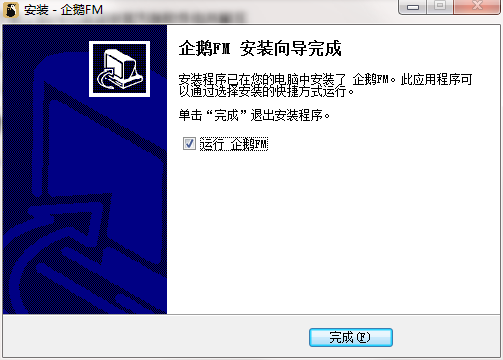 安装 - 企鹅FM
企鹅FM 安装向导完成
安装程序已在您的电脑中安装了 企鹅FM。此应用程序可
以通过选择安装的快捷方式运行。
单击“完成”退出安装程序。
运行 企鹅FM
完成(F)